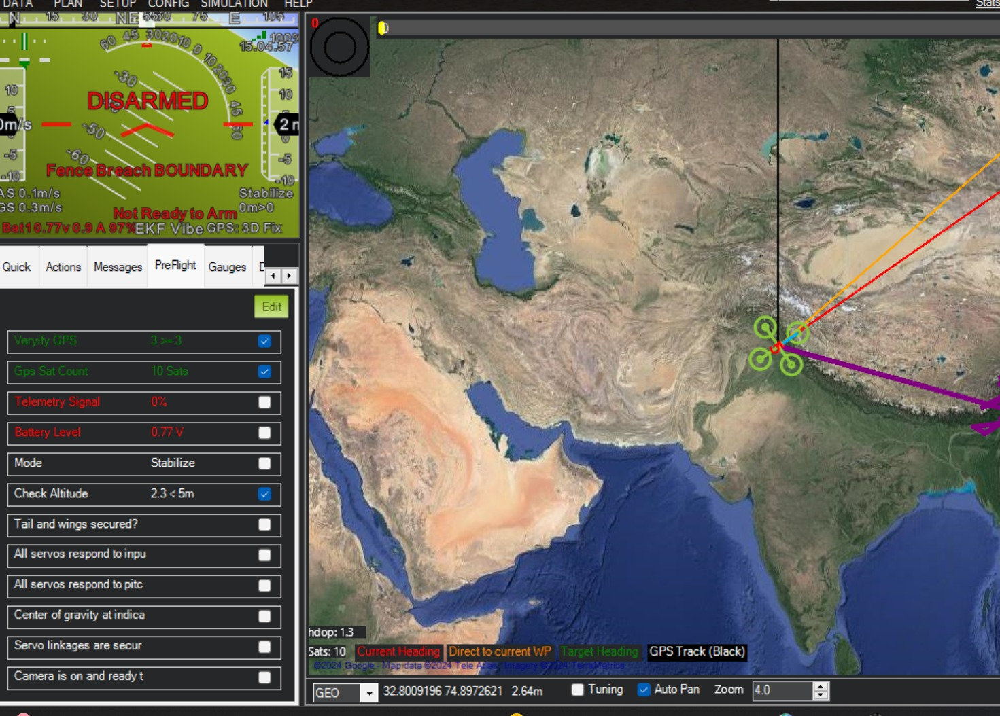 DATA PLAN SETUP CONFIG SIMULATION HELP
Stats
N 15 30 NE 75 E 105
60 45 30 20 10 0 10 20 30 45 60
100%
15:04:57
-30
-50
-60
DISARMED
10 5 -5 -10
15 10 5 0 -5 -10
0m/s
2 m
Fence Breach BOUNDARY
AS 0.1m/s
Stabilize
GS 0.3m/s
0m>0
Not Ready to Arm
Bat1 0.77v 0.9 A 97% EKF Vibe GPS: 3D Fix
Quick Actions Messages PreFlight Gauges
Edit
Veryify GPS 3 >= 3
Gps Sat Count 10 Sats
Telemetry Signal 0%
Battery Level 0.77 V
Mode Stabilize
Check Altitude 2.3 < 5m
Tail and wings secured?
All servos respond to inpu
All servos respond to pitc
Center of gravity at indica
Servo linkages are secur
Camera is on and ready t
0
0
hdop: 1.3
Sats: 10 Current Heading Direct to current WP Target Heading GPS Track (Black)
©2024 Google - Map data ©2024 Tele Atlas, Imagery ©2024 TerraMetrics
GEO 32.8009196 74.8972621 2.64m Tuning Auto Pan Zoom 4.0